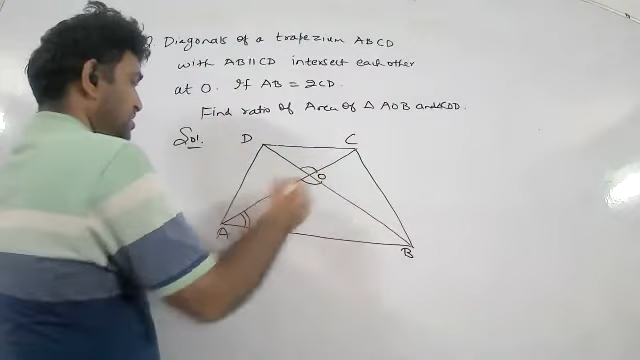 Diagonals of a trapezium ABCD
with AB||CD intersect each other
at O. If AB = 2CD.
Find ratio of Area of Δ AOB and COD.
Sol.
D
C
O
A
B